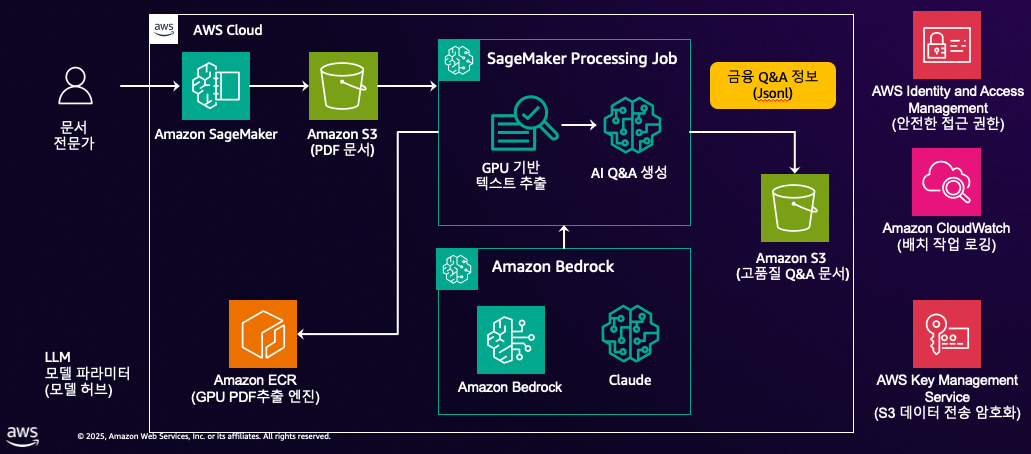 aws
AWS Cloud
문서
전문가
Amazon SageMaker
Amazon S3
(PDF 문서)
SageMaker Processing Job
GPU 기반
텍스트 추출
AI Q&A 생성
금융 Q&A 정보
(Jsonl)
Amazon S3
(고품질 Q&A 문서)
Amazon Bedrock
Amazon Bedrock
Claude
Amazon ECR
(GPU PDF추출 엔진)
LLM
모델 파라미터
(모델 허브)
AWS Identity and Access
Management
(안전한 접근 권한)
Amazon CloudWatch
(배치 작업 로깅)
AWS Key Management
Service
(S3 데이터 전송 암호화)
aws
© 2025, Amazon Web Services, Inc. or its affiliates. All rights reserved.